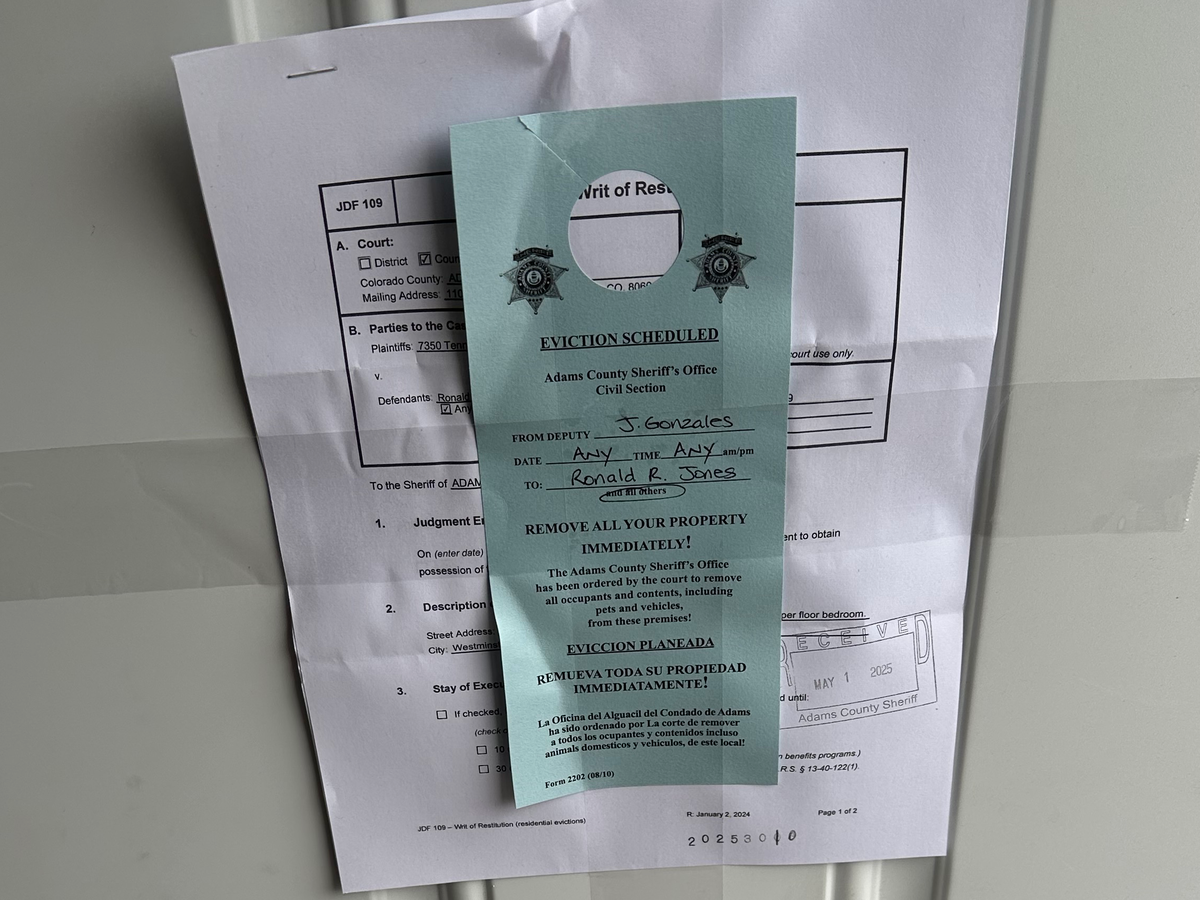 JDF 109
Writ of Rest
A. Court:
District
Coun
Colorado County: AD
Mailing Address: 110
CO, 8060
B. Parties to the Ca
Plaintiffs: 7350 Tenn
v.
court use only.
Defendants: Ronald
Any
9
To the Sheriff of ADAM
1. Judgment En
On (enter date)
ent to obtain
possession of
2. Description
Street Address:
per floor bedroom.
City: Westmins
3. Stay of Execu
d until:
If checked,
(check o
10
n benefits programs.)
30
R.S. § 13-40-122(1).
JDF 109 – Writ of Restitution (residential evictions)
R: January 2, 2024
Page 1 of 2
RECEIVED
MAY 1 2025
Adams County Sheriff
EVICTION SCHEDULED
Adams County Sheriff's Office
Civil Section
FROM DEPUTY J. Gonzales
DATE ANY TIME ANY am/pm
TO: Ronald R. Jones
and all others
REMOVE ALL YOUR PROPERTY
IMMEDIATELY!
The Adams County Sheriff's Office
has been ordered by the court to remove
all occupants and contents, including
pets and vehicles,
from these premises!
EVICCION PLANEADA
REMUEVA TODA SU PROPIEDAD
IMMEDIATAMENTE!
La Oficina del Alguacil del Condado de Adams
ha sido ordenado por La corte de remover
a todos los ocupantes y contenidos incluso
animals domesticos y vehiculos, de este local!
Form 2202 (08/10)